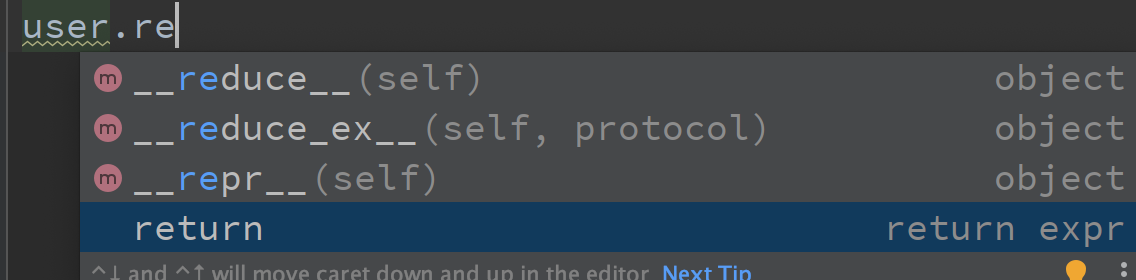 user.re
m __reduce__(self) object
m __reduce_ex__(self, protocol) object
m __repr__(self) object
return return expr
^↓ and ^↑ will move caret down and up in the editor Next Tip